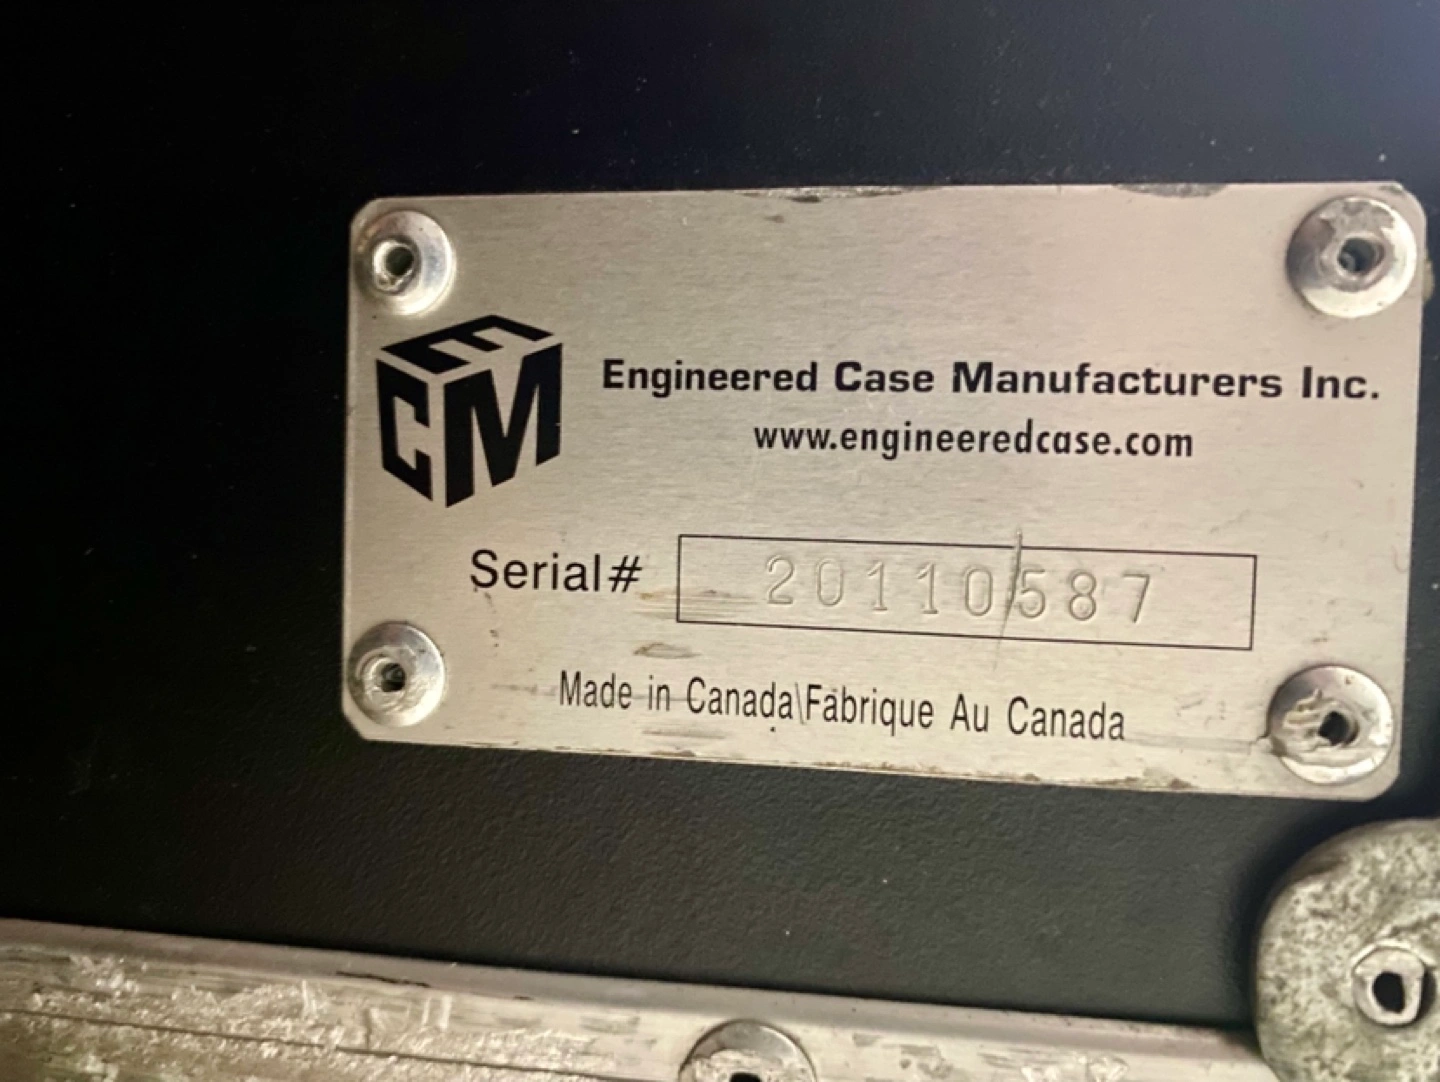 ECM
Engineered Case Manufacturers Inc.
www.engineeredcase.com
Serial# 20110587
Made in Canada\Fabrique Au Canada